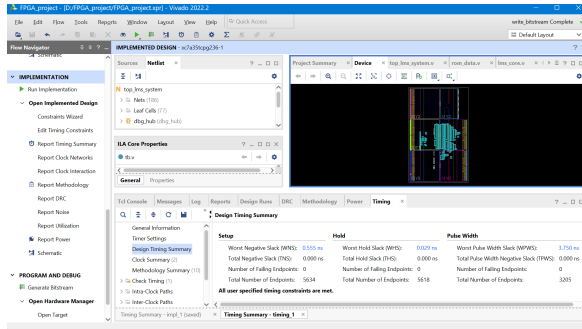 FPGA_project - [D:/FPGA_project/FPGA_project.xpr] - Vivado 2022.2
File Edit Flow Tools Reports Window Layout View Help Quick Access
write_bitstream Complete
Default Layout
Flow Navigator
IMPLEMENTED DESIGN - xc7a35tcpg236-1
Schematic
IMPLEMENTATION
Run Implementation
Open Implemented Design
Constraints Wizard
Edit Timing Constraints
Report Timing Summary
Report Clock Networks
Report Clock Interaction
Report Methodology
Report DRC
Report Noise
Report Utilization
Report Power
Schematic
PROGRAM AND DEBUG
Generate Bitstream
Open Hardware Manager
Open Target
Sources Netlist
top_lms_system
Nets (186)
Leaf Cells (77)
dbg_hub (dbg_hub)
ILA Core Properties
tb.v
General Properties
Project Summary Device top_lms_system.v rom_data.v lms_core.v
Tcl Console Messages Log Reports Design Runs DRC Methodology Power Timing
Design Timing Summary
General Information
Timer Settings
Design Timing Summary
Clock Summary (2)
Methodology Summary (10)
Check Timing (1)
Intra-Clock Paths
Inter-Clock Paths
Setup Hold Pulse Width
Worst Negative Slack (WNS): 0.555 ns Worst Hold Slack (WHS): 0.029 ns Worst Pulse Width Slack (WPWS): 3.750 ns
Total Negative Slack (TNS): 0.000 ns Total Hold Slack (THS): 0.000 ns Total Pulse Width Negative Slack (TPWS): 0.000 ns
Number of Failing Endpoints: 0 Number of Failing Endpoints: 0 Number of Failing Endpoints: 0
Total Number of Endpoints: 5634 Total Number of Endpoints: 5618 Total Number of Endpoints: 3205
All user specified timing constraints are met.
Timing Summary - impl_1 (saved) Timing Summary - timing_1